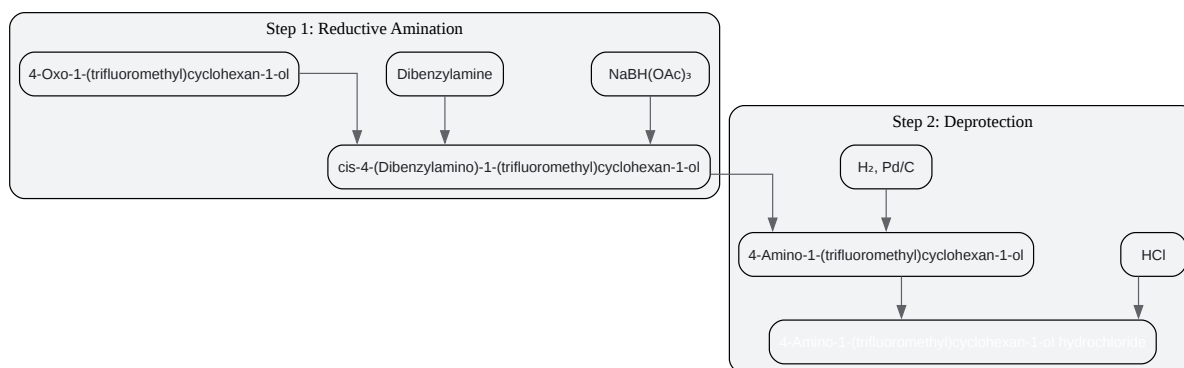 Step 1: Reductive Amination
4-Oxo-1-(trifluoromethyl)cyclohexan-1-ol
Dibenzylamine
NaBH(OAc)₃
cis-4-(Dibenzylamino)-1-(trifluoromethyl)cyclohexan-1-ol
Step 2: Deprotection
H₂, Pd/C
4-Amino-1-(trifluoromethyl)cyclohexan-1-ol
HCl
4-Amino-1-(trifluoromethyl)cyclohexan-1-ol hydrochloride